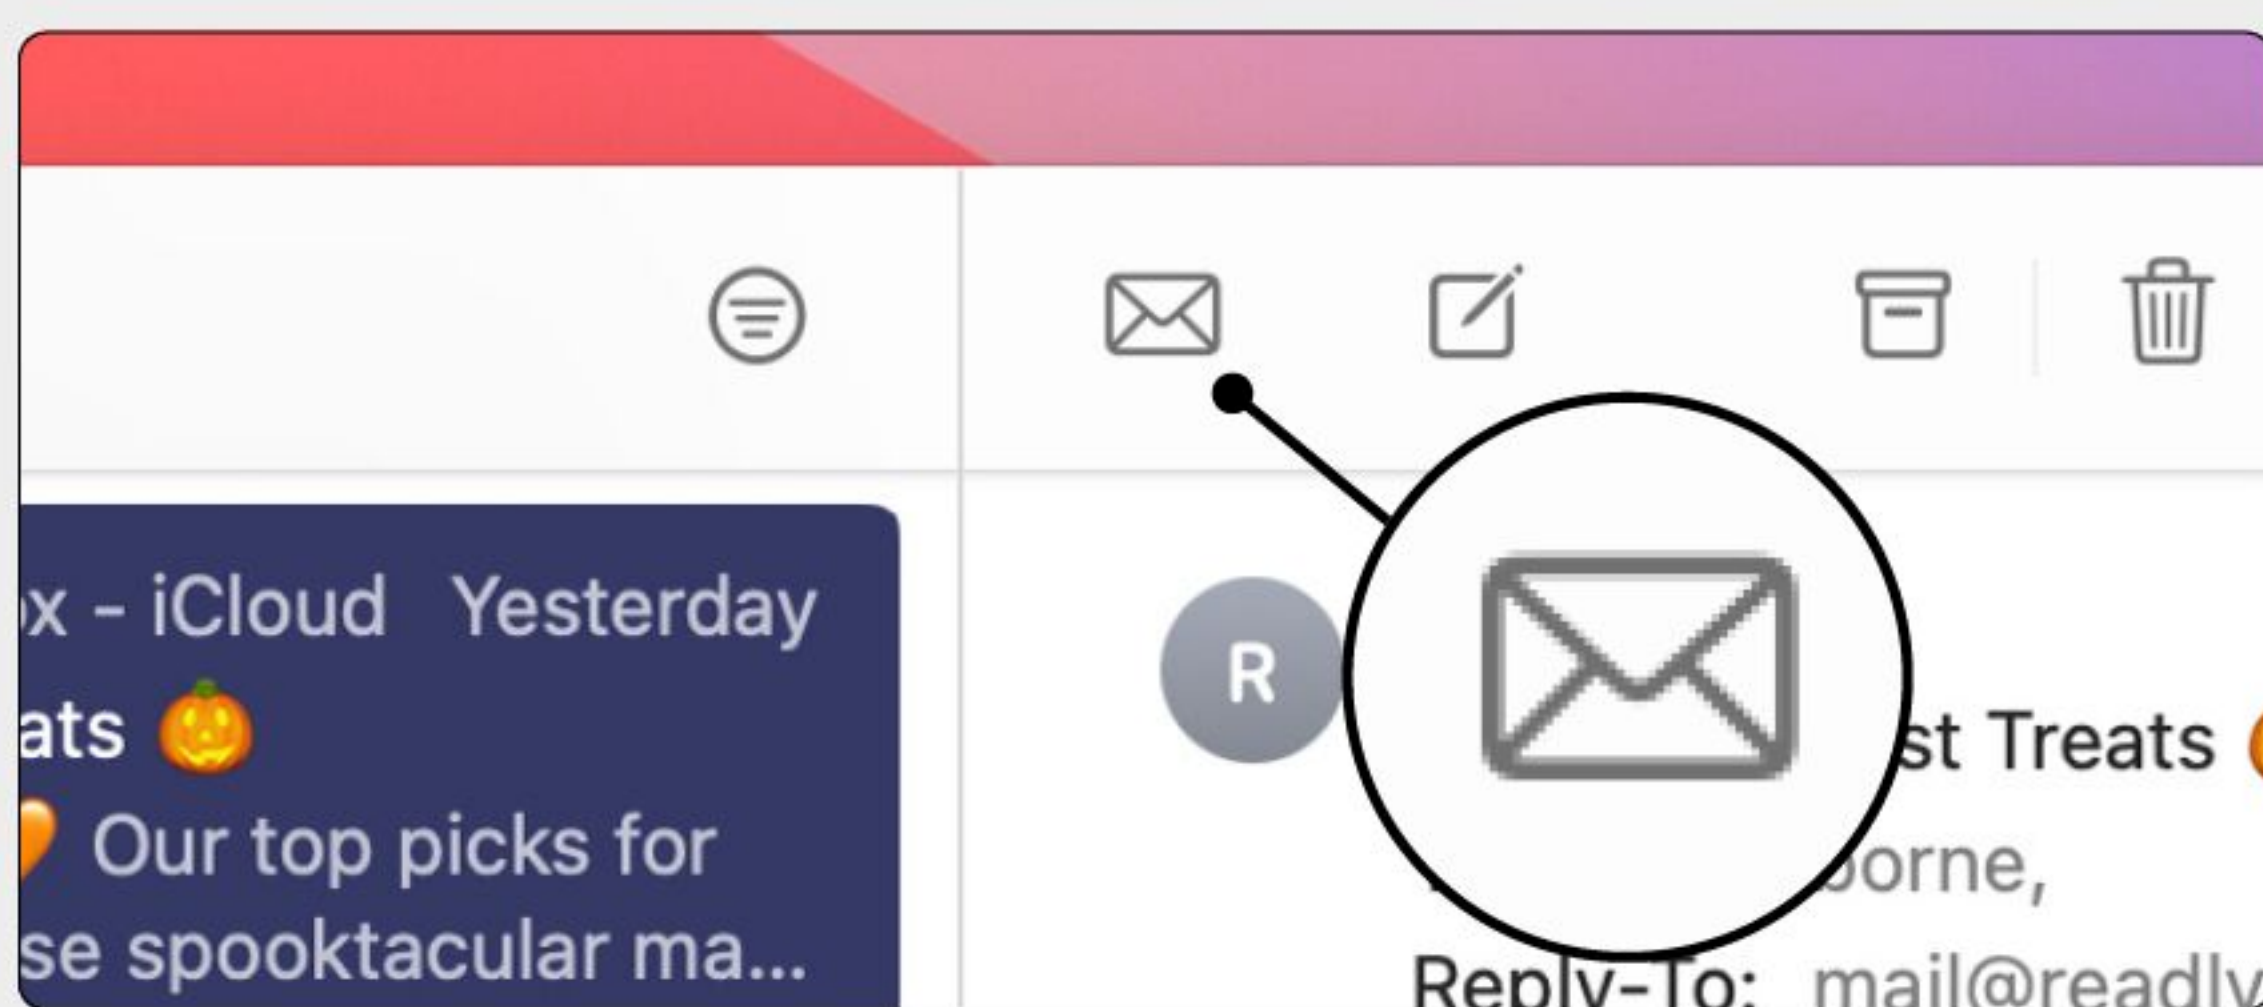 - iCloud Yesterday
ats 🎃
🧡 Our top picks for
se spooktacular ma...
R
st Treats
borne,
Reply-To: mail@readly